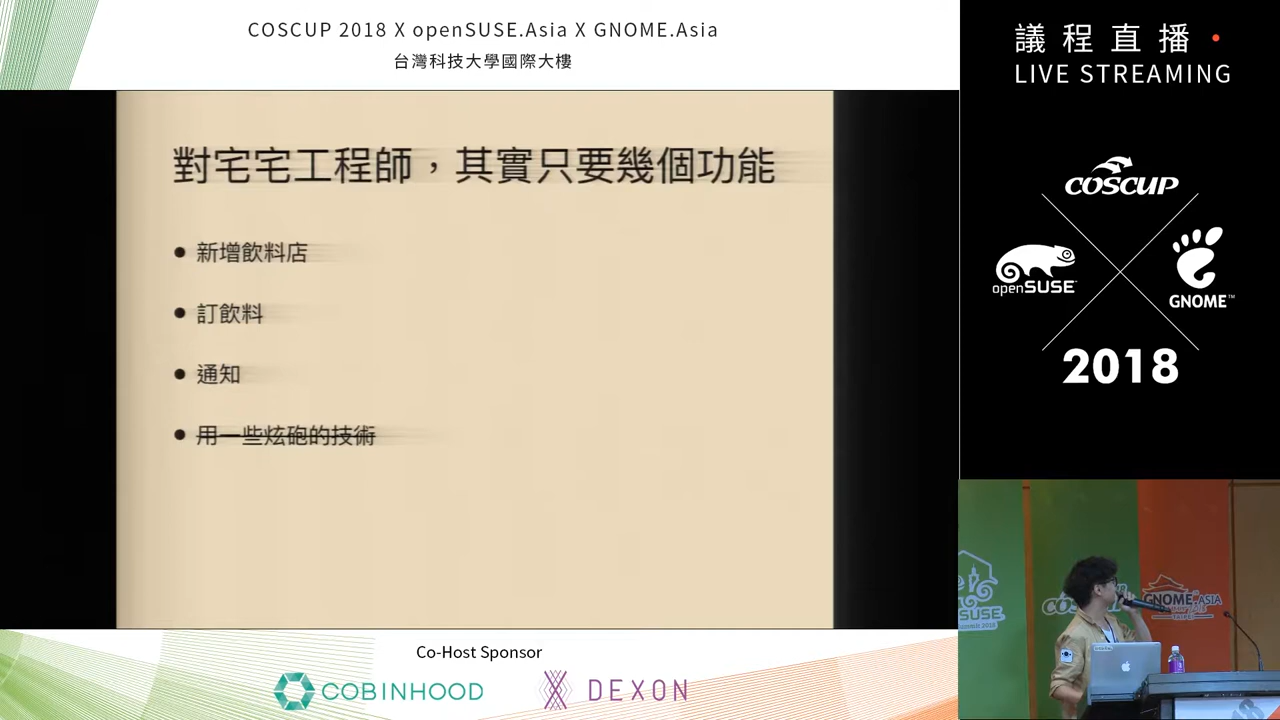 COSCUP 2018 X openSUSE.Asia X GNOME.Asia
台灣科技大學國際大樓
議程直播
LIVE STREAMING
COSCUP
openSUSE
GNOME™
2018
對宅宅工程師，其實只要幾個功能
新增飲料店
訂飲料
通知
用一些炫砲的技術
GNOME.ASIA
Co-Host Sponsor
COBINHOOD
DEXON